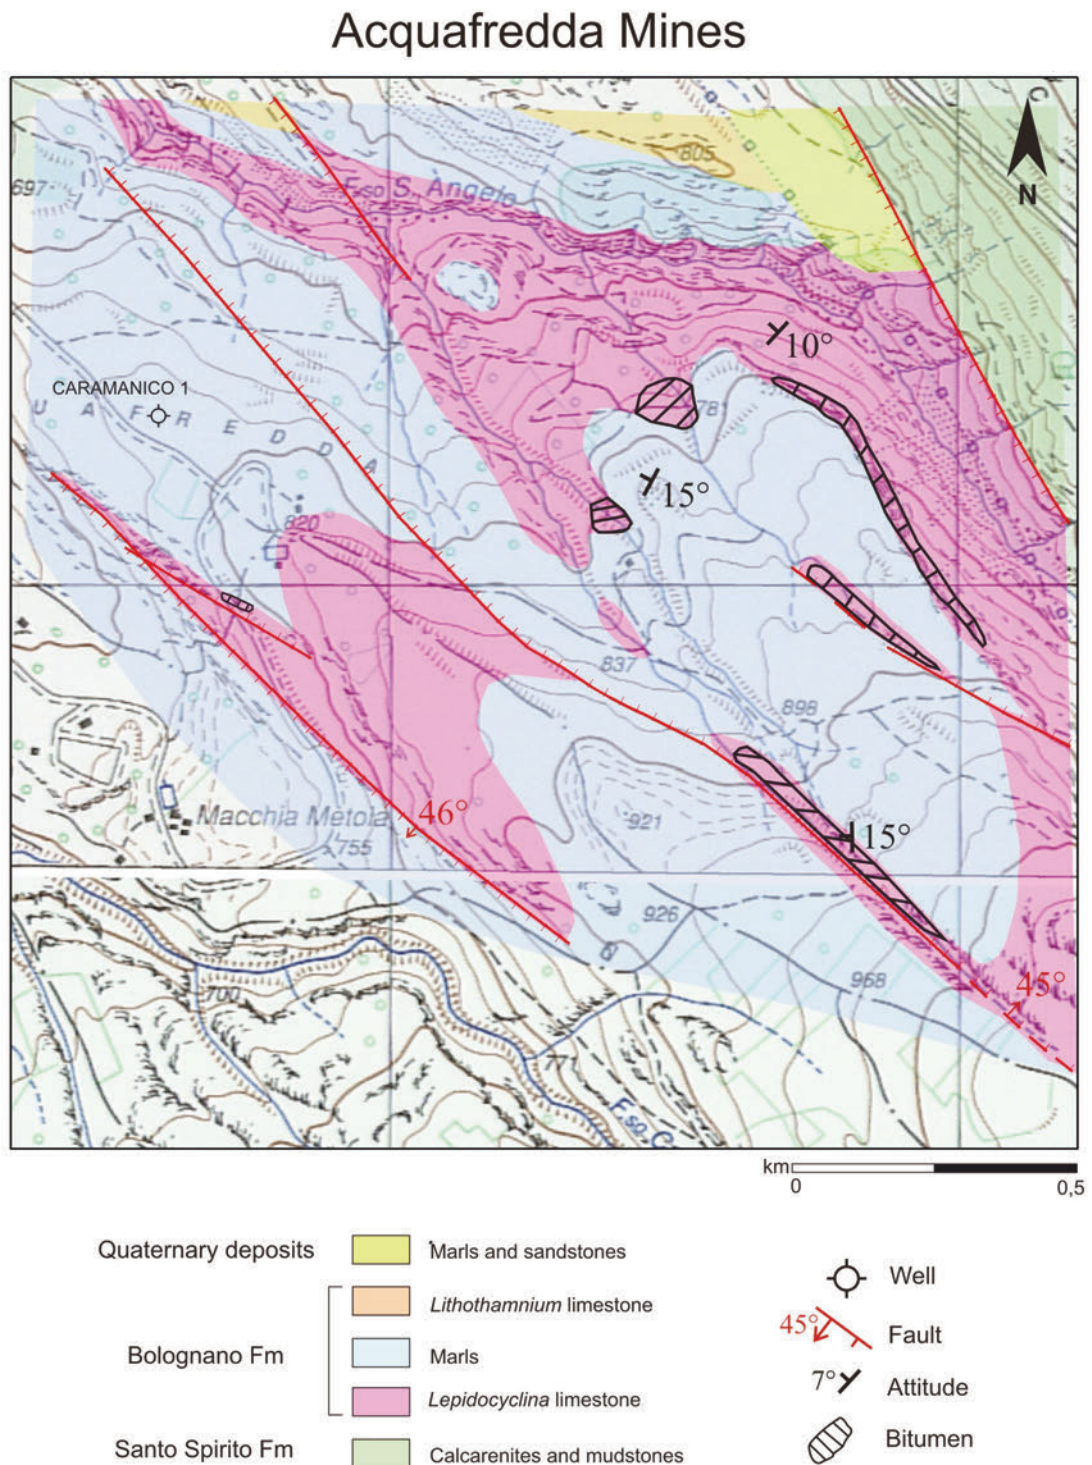 Acquafredda Mines
C
805
697
F.so S. Angelo
N
10°
CARAMANICO 1
781
U A F R E D D A
15°
820
837
898
Macchia Metola
46°
921
15°
755
926
968
45°
700
F.so C
km
0
0,5
Quaternary deposits
Marls and sandstones
Lithothamnium limestone
Bolognano Fm
Marls
Lepidocyclina limestone
Santo Spirito Fm
Calcarenites and mudstones
Well
45°
Fault
7°
Attitude
Bitumen